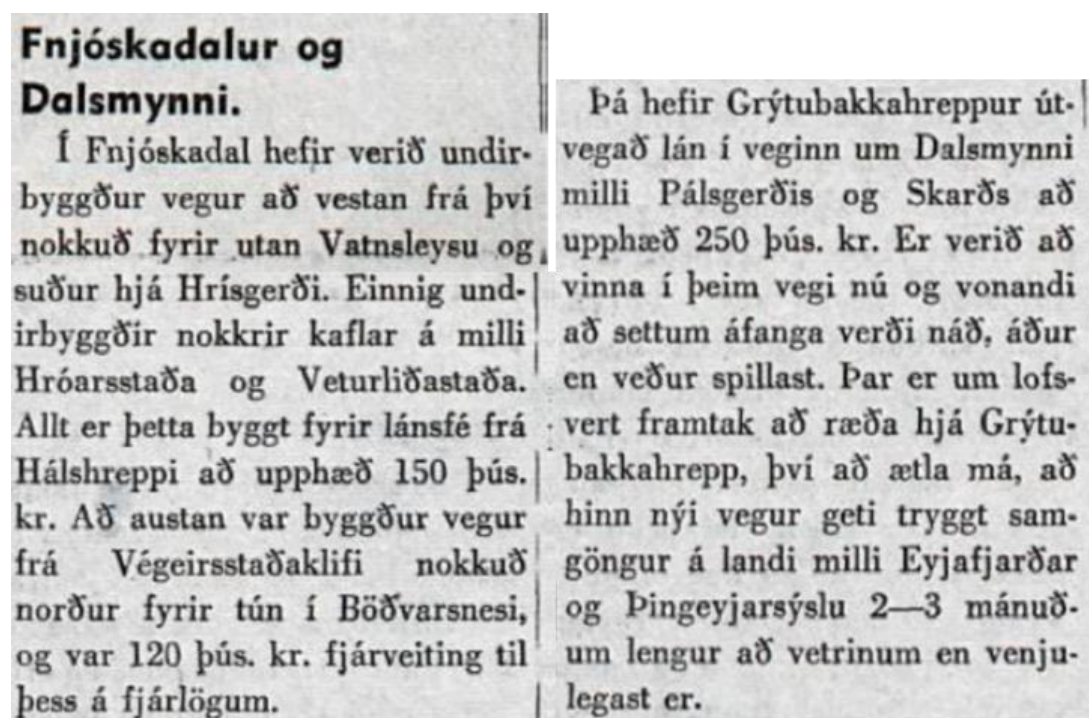 Fnjóskadalur og
Dalsmynni.
Í Fnjóskadal hefir verið undir-
byggður vegur að vestan frá því
nokkuð fyrir utan Vatnsleysu og
suður hjá Hrísgerði. Einnig und-
irbyggðir nokkrir kaflar á milli
Hróarsstaða og Veturliðastaða.
Allt er þetta byggt fyrir lánsfé frá
Hálshreppi að upphæð 150 þús.
kr. Að austan var byggður vegur
frá Végeirsstaðaklifi nokkuð
norður fyrir tún í Böðvarsnesi,
og var 120 þús. kr. fjárveiting til
þess á fjárlögum.
Þá hefir Grýtubakkahreppur út-
vegað lán í veginn um Dalsmynni
milli Pálsgerðis og Skarðs að
upphæð 250 þús. kr. Er verið að
vinna í þeim vegi nú og vonandi
að settum áfanga verði náð, áður
en veður spillast. Þar er um lofs-
vert framtak að ræða hjá Grýtu-
bakkahrepp, því að ætla má, að
hinn nýi vegur geti tryggt sam-
göngur á landi milli Eyjafjarðar
og Þingeyjarsýslu 2—3 mánuð-
um lengur að vetrinum en venju-
legast er.